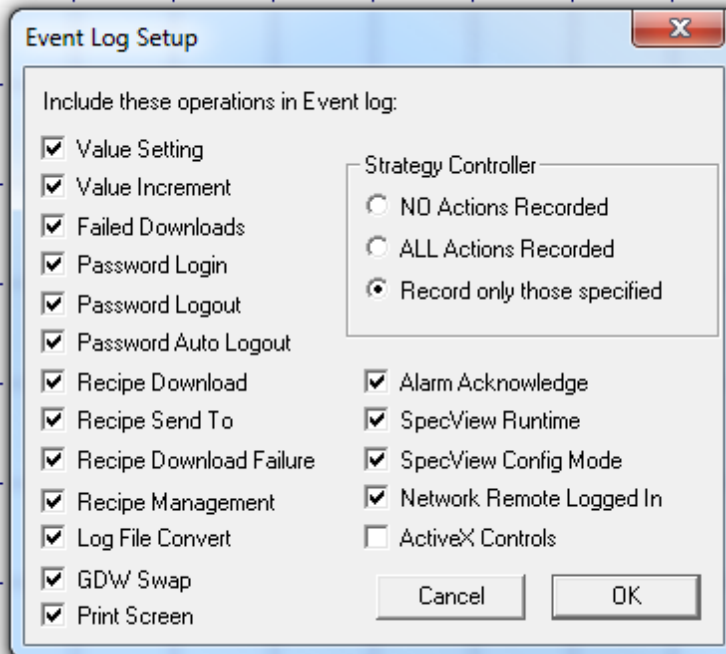 Event Log Setup
Include these operations in Event log:
Value Setting
Value Increment
Failed Downloads
Password Login
Password Logout
Password Auto Logout
Recipe Download
Recipe Send To
Recipe Download Failure
Recipe Management
Log File Convert
GDW Swap
Print Screen
Strategy Controller
NO Actions Recorded
ALL Actions Recorded
Record only those specified
Alarm Acknowledge
SpecView Runtime
SpecView Config Mode
Network Remote Logged In
ActiveX Controls
Cancel
OK